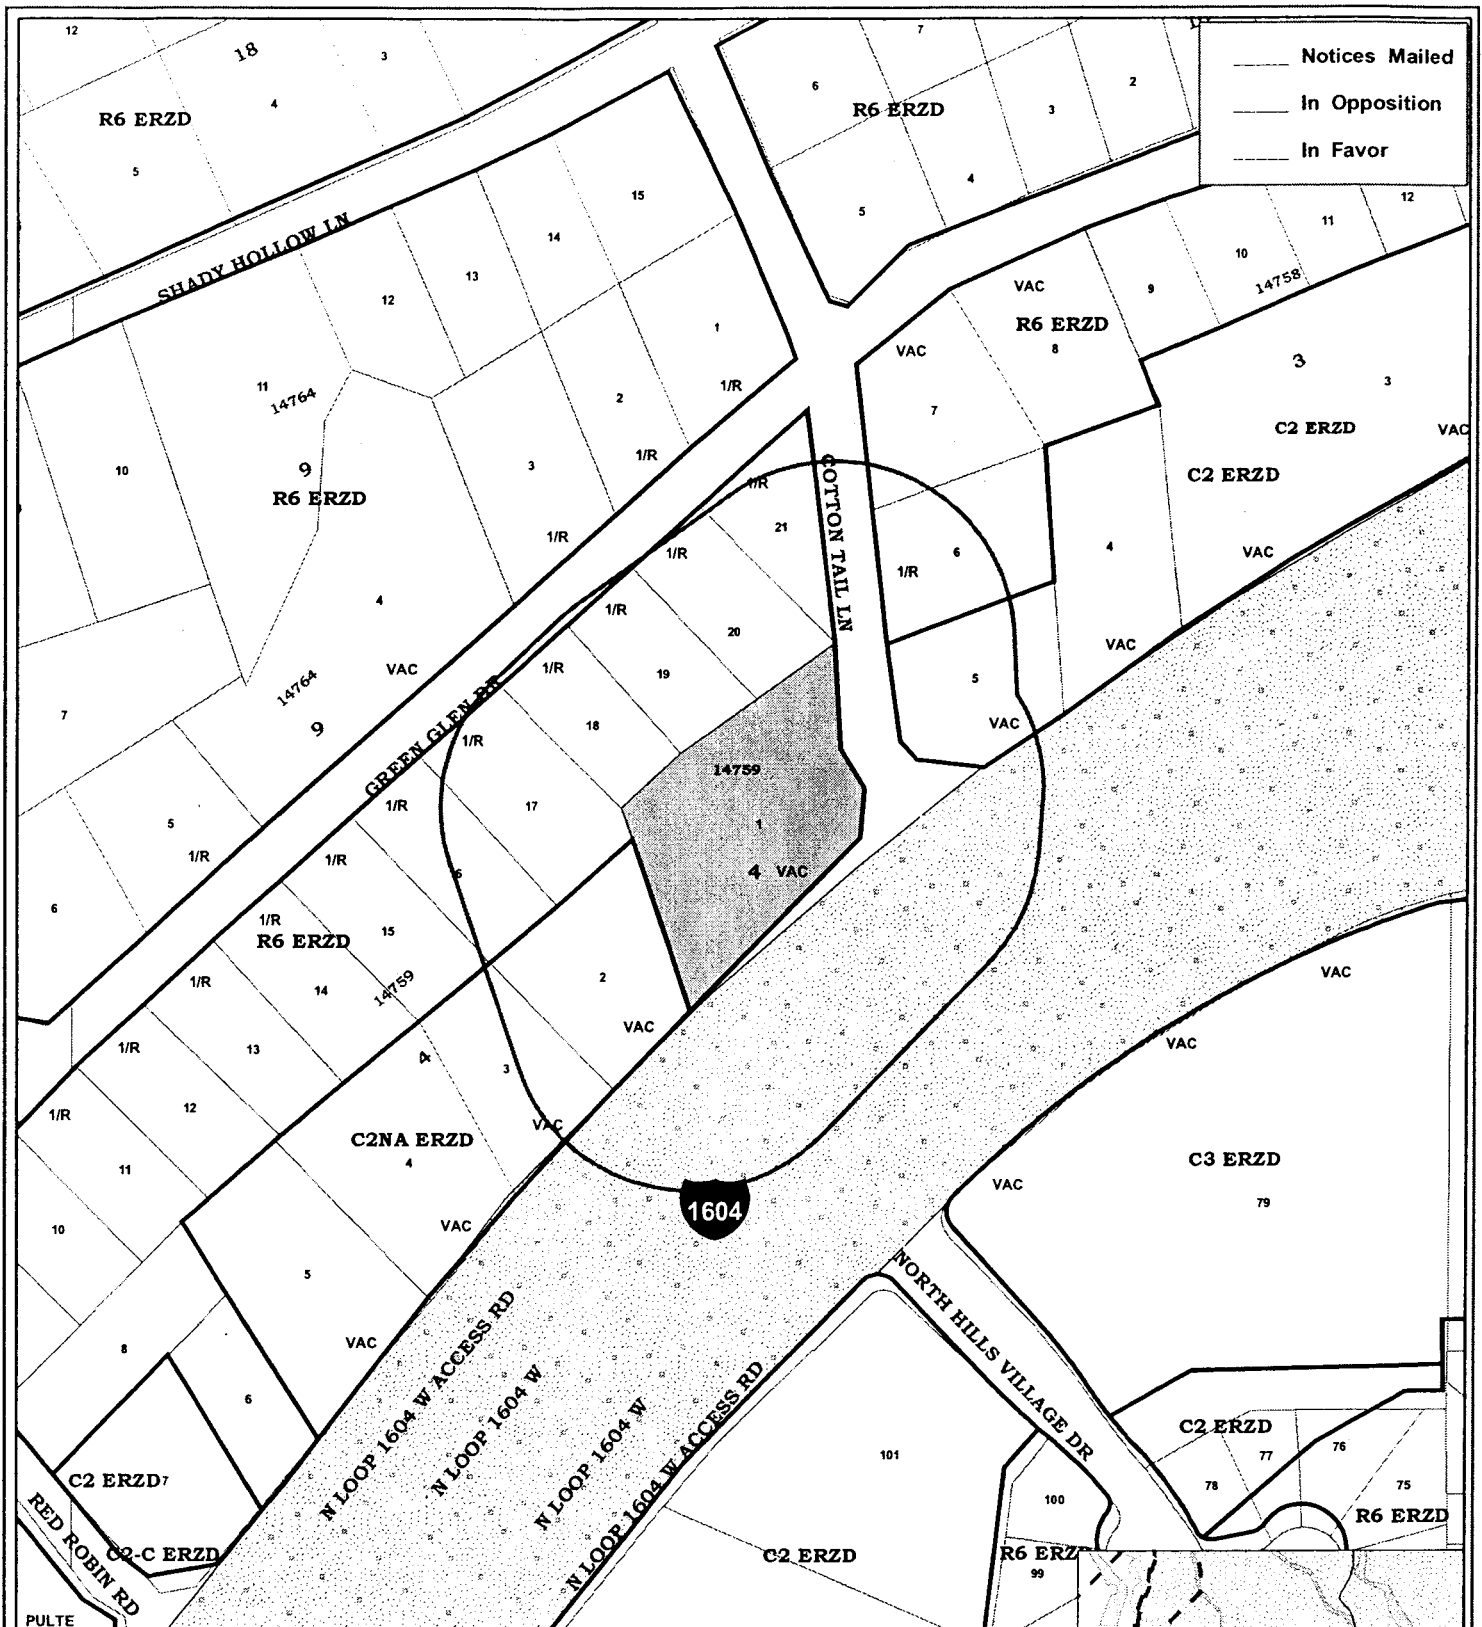 12
18
3
4
R6 ERZD
5
7
6
R6 ERZD
2
3
4
5
Notices Mailed
In Opposition
In Favor
SHADY HOLLOW LN
15
14
13
12
12
11
10
14758
9
VAC
R6 ERZD
8
VAC
7
1
1/R
2
1/R
3
1/R
11
14764
10
9
R6 ERZD
4
VAC
14764
9
7
3
3
C2 ERZD
VAC
C2 ERZD
4
VAC
VAC
COTTON TAIL LN
1/R
21
1/R
6
1/R
1/R
20
1/R
19
18
5
VAC
GREEN GLEN DR
1/R
17
1/R
14759
1
4 VAC
5
1/R
6
1/R
6
1/R
R6 ERZD
15
14759
14
1/R
13
1/R
12
1/R
11
10
2
VAC
3
VAC
4
C2NA ERZD
4
VAC
5
VAC
8
6
VAC
VAC
C3 ERZD
79
VAC
1604
N LOOP 1604 W ACCESS RD
N LOOP 1604 W
N LOOP 1604 W
N LOOP 1604 W ACCESS RD
NORTH HILLS VILLAGE DR
C2 ERZD
77
76
78
75
R6 ERZD
101
100
C2 ERZD
R6 ERZ
99
C2 ERZD 7
C2-C ERZD
RED ROBIN RD
PULTE